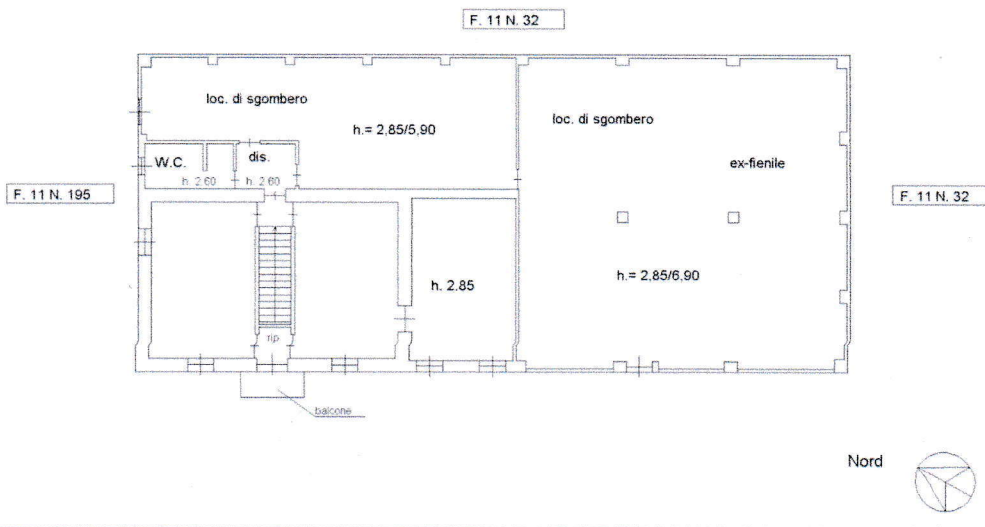 F. 11 N. 32
loc. di sgombero
h.= 2,85/5,90
loc. di sgombero
W.C.
dis.
ex-fienile
h. 2.60
h. 2.60
F. 11 N. 195
F. 11 N. 32
h. 2.85
h.= 2,85/6,90
rip.
balcone
Nord